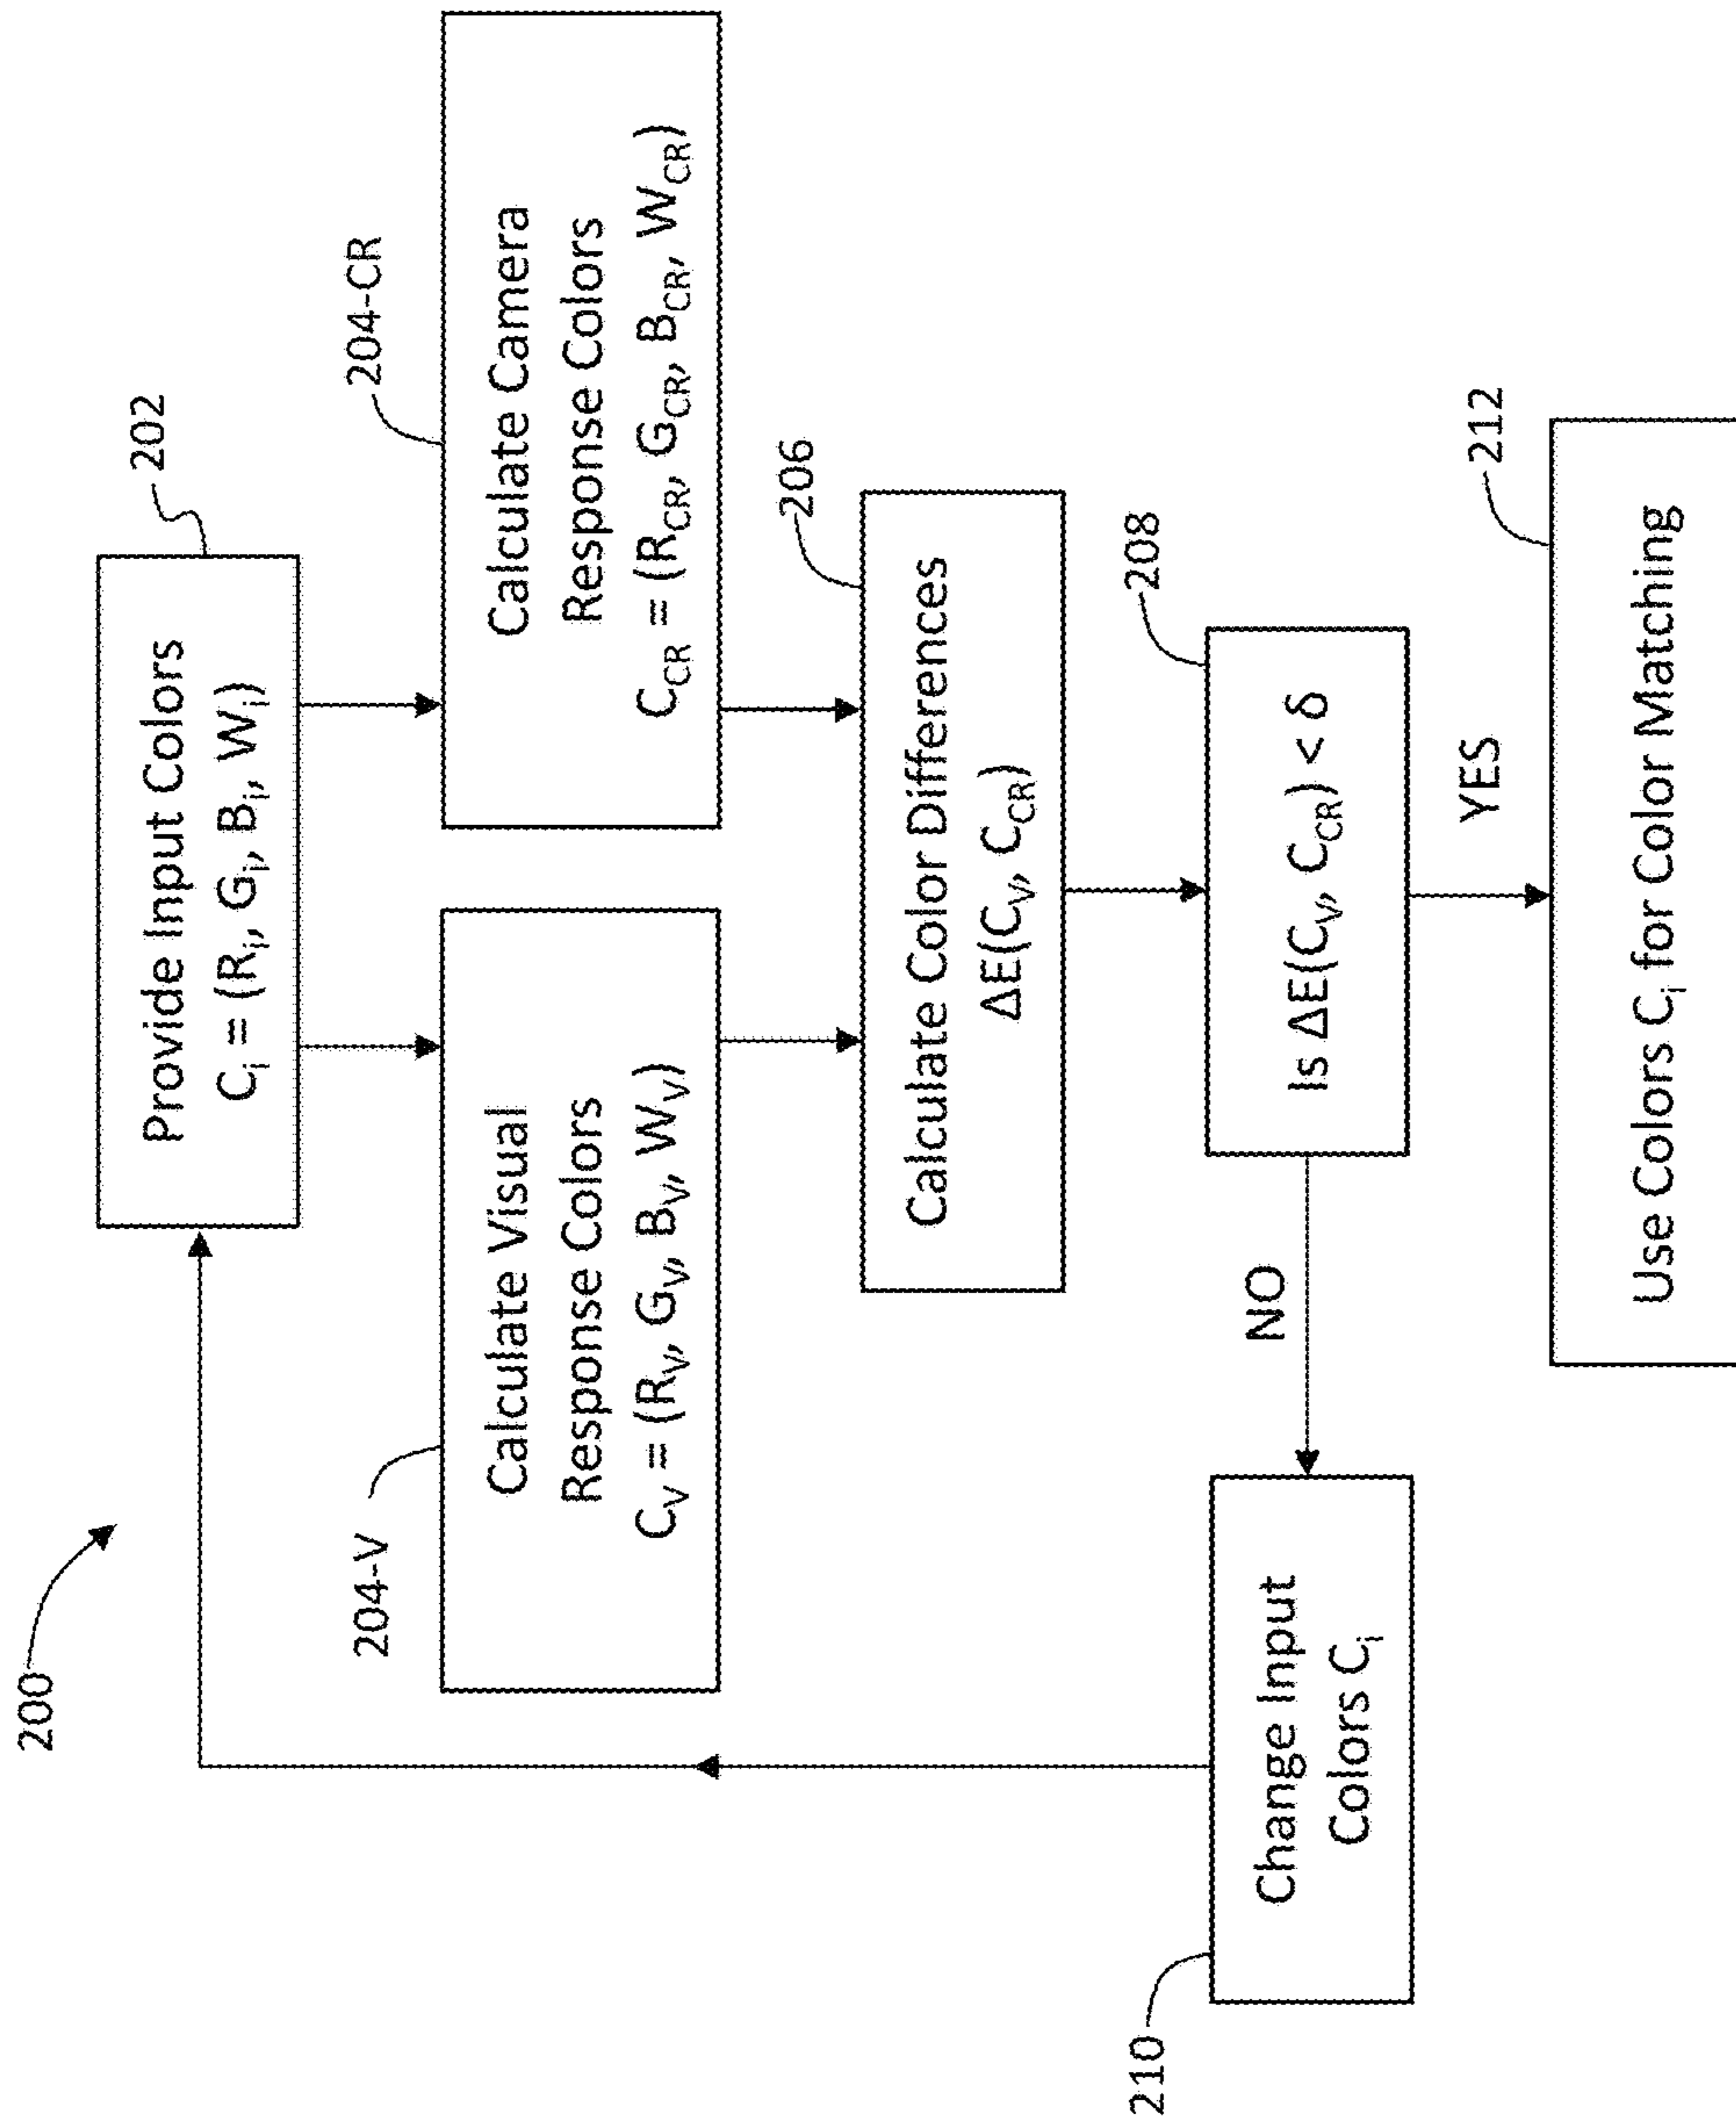 200
202
Provide Input Colors
Cᵢ = (Rᵢ, Gᵢ, Bᵢ, Wᵢ)
204-V
Calculate Visual
Response Colors
C_V = (R_V, G_V, B_V, W_V)
204-CR
Calculate Camera
Response Colors
C_CR = (R_CR, G_CR, B_CR, W_CR)
206
Calculate Color Differences
ΔE(C_V, C_CR)
208
Is ΔE(C_V, C_CR) < δ
NO
YES
210
Change Input
Colors Cᵢ
212
Use Colors Cᵢ for Color Matching